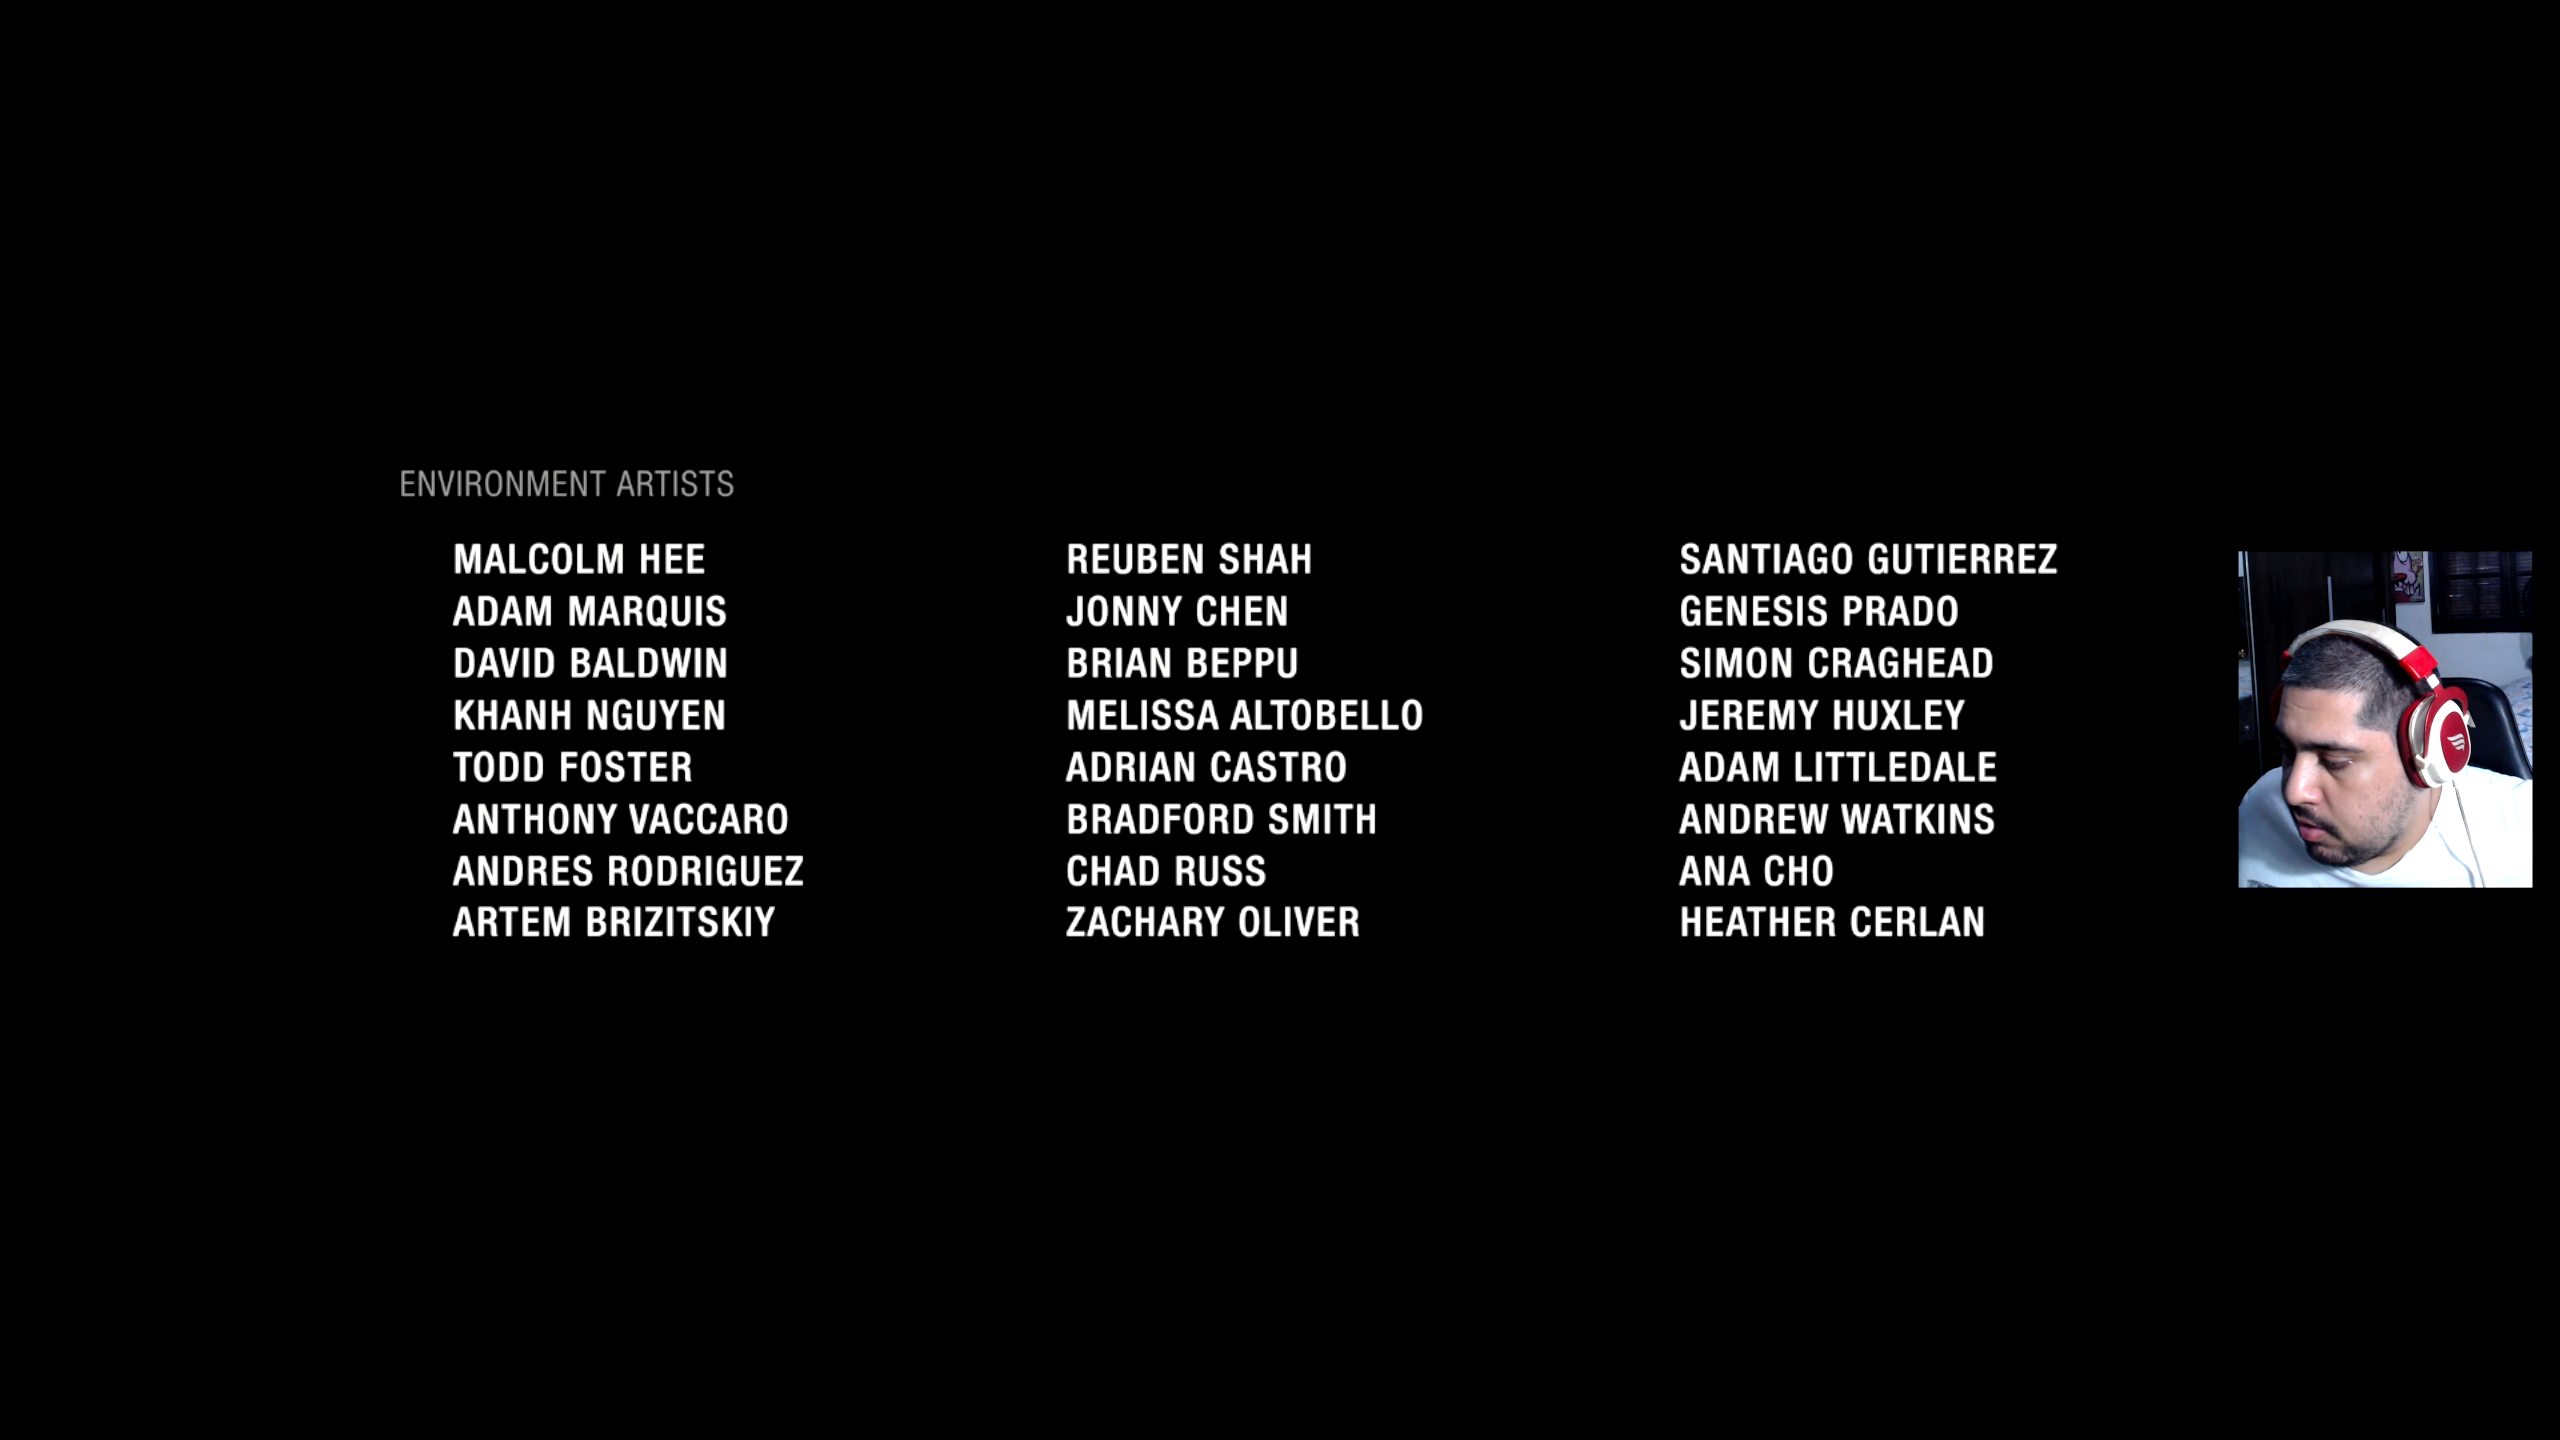 ENVIRONMENT ARTISTS
MALCOLM HEE
ADAM MARQUIS
DAVID BALDWIN
KHANH NGUYEN
TODD FOSTER
ANTHONY VACCARO
ANDRES RODRIGUEZ
ARTEM BRIZITSKIY
REUBEN SHAH
JONNY CHEN
BRIAN BEPPU
MELISSA ALTOBELLO
ADRIAN CASTRO
BRADFORD SMITH
CHAD RUSS
ZACHARY OLIVER
SANTIAGO GUTIERREZ
GENESIS PRADO
SIMON CRAGHEAD
JEREMY HUXLEY
ADAM LITTLEDALE
ANDREW WATKINS
ANA CHO
HEATHER CERLAN